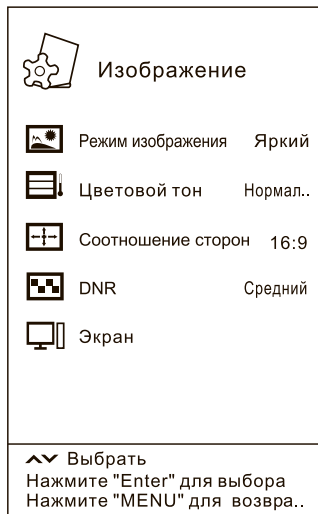 Изображение
Режим изображения Яркий
Цветовой тон Нормал..
Соотношение сторон 16:9
DNR Средний
Экран
Выбрать
Нажмите "Enter" для выбора
Нажмите "MENU" для возвра..